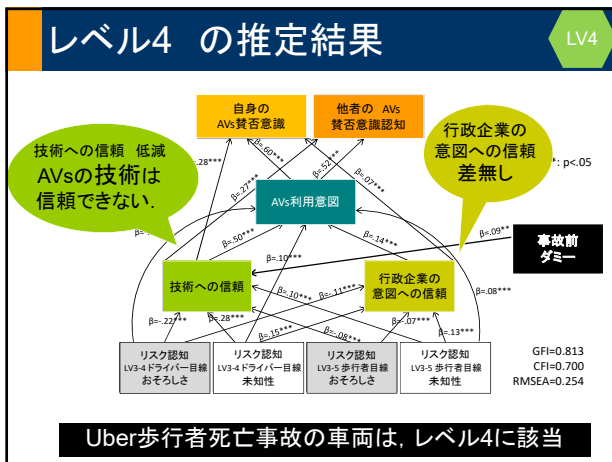 レベル4 の推定結果
LV4
自身の
AVs賛否意識
他者の AVs
賛否意識認知
技術への信頼 低減
AVsの技術は
信頼できない.
行政企業の
意図への信頼
差無し
*: p<.05
.28***
β=.60***
β=.52***
β=.07***
β=.27***
AVs利用意図
β=.50***
β=.14***
β=.09**
事故前
ダミー
β=.10***
技術への信頼
行政企業の
意図への信頼
β=.10***
β=-.11***
β=.08***
β=-.22***
β=.28***
β=.15***
β=-.08***
β=-.07***
β=.13***
リスク認知
LV3-4ドライバー目線
おそろしさ
リスク認知
LV3-4ドライバー目線
未知性
リスク認知
LV3-5 歩行者目線
おそろしさ
リスク認知
LV3-5 歩行者目線
未知性
GFI=0.813
CFI=0.700
RMSEA=0.254
Uber歩行者死亡事故の車両は，レベル4に該当